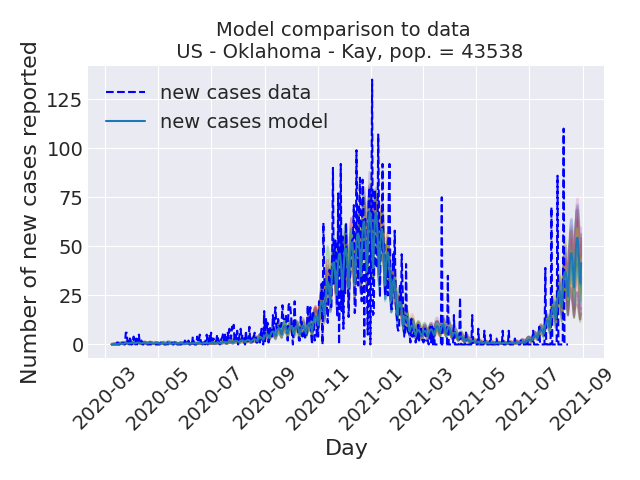 Model comparison to data
US - Oklahoma - Kay, pop. = 43538
Number of new cases reported
125
100
75
50
25
0
new cases data
new cases model
2020-03
2020-05
2020-07
2020-09
2020-11
2021-01
2021-03
2021-05
2021-07
2021-09
Day